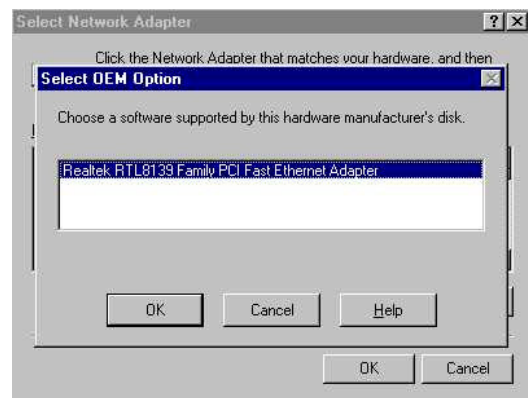 Select Network Adapter
Click the Network Adapter that matches your hardware, and then
Select OEM Option
Choose a software supported by this hardware manufacturer's disk.
Realtek RTL8139 Family PCI Fast Ethernet Adapter
OK Cancel Help
OK Cancel